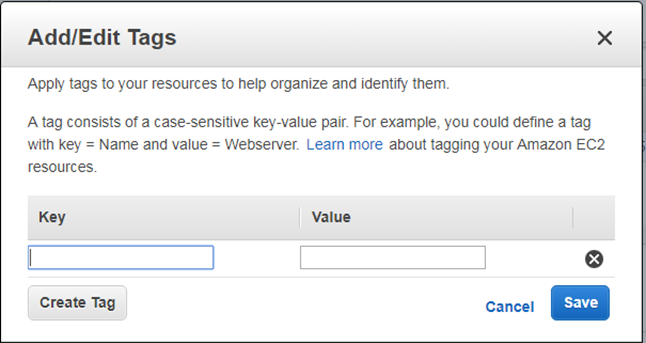 Add/Edit Tags
Apply tags to your resources to help organize and identify them.
A tag consists of a case-sensitive key-value pair. For example, you could define a tag
with key = Name and value = Webserver. Learn more about tagging your Amazon EC2
resources.
Key Value
Create Tag Cancel Save